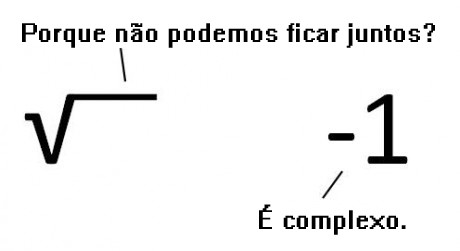 Porque não podemos ficar juntos?
√ -1
É complexo.